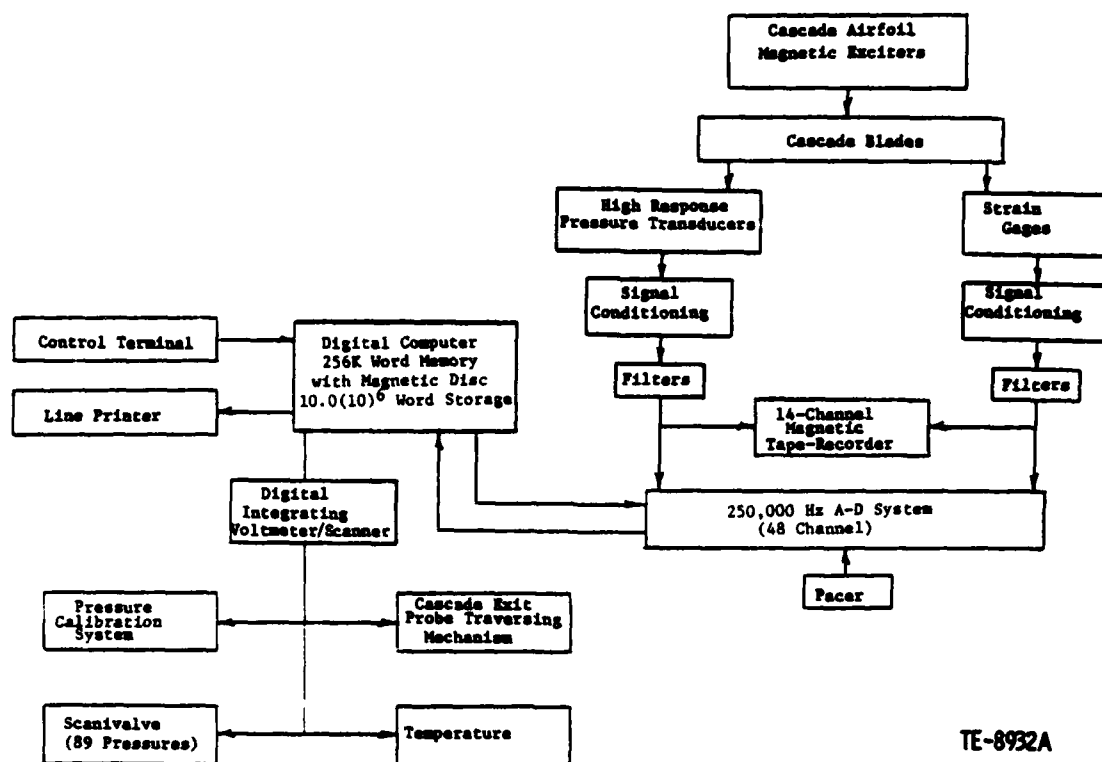 Cascade Airfoil
Magnetic Exciters
Cascade Blades
High Response
Pressure Transducers
Strain
Gages
Signal
Conditioning
Signal
Conditioning
Filters
Filters
14-Channel
Magnetic
Tape-Recorder
Control Terminal
Line Printer
Digital Computer
256K Word Memory
with Magnetic Disc
10.0(10)⁶ Word Storage
250,000 Hz A-D System
(48 Channel)
Pacer
Digital
Integrating
Voltmeter/Scanner
Pressure
Calibration
System
Cascade Exit
Probe Traversing
Mechanism
Scanivalve
(89 Pressures)
Temperature
TE-8932A